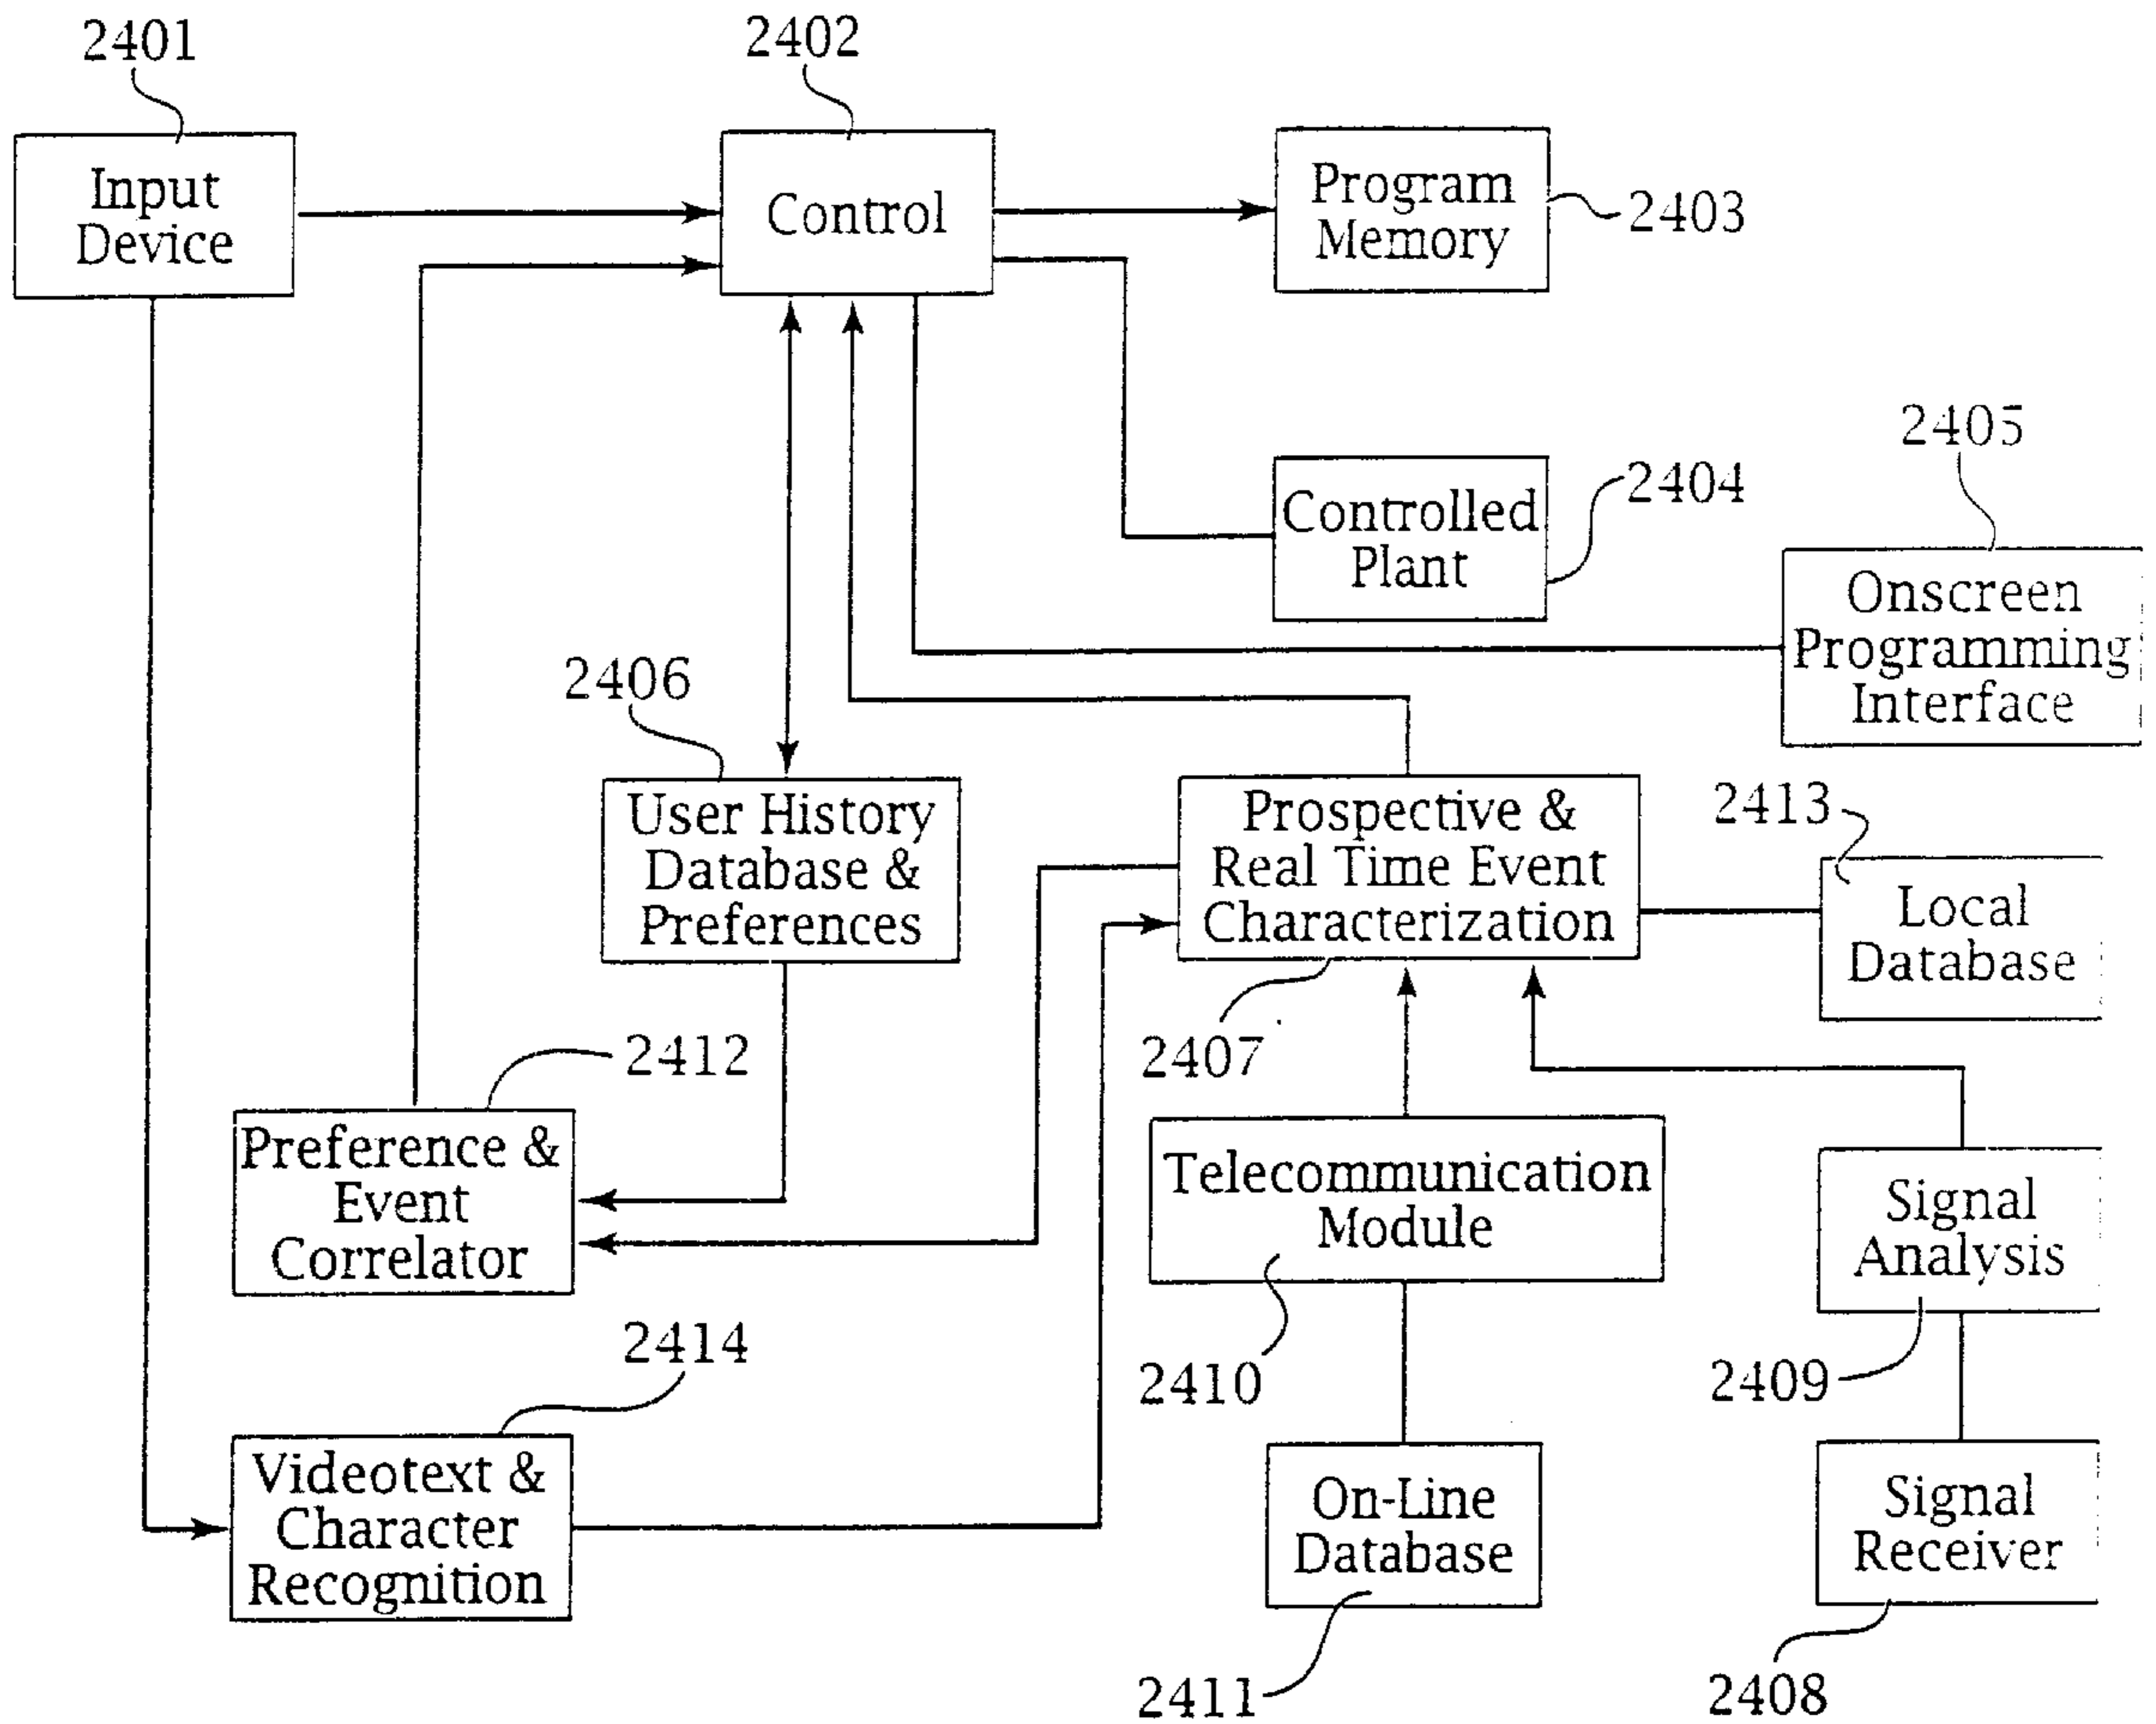 2401
2402
Input
Device
Control
Program
Memory
2403
2405
2404
Controlled
Plant
Onscreen
Programming
Interface
2406
User History
Database &
Preferences
Prospective &
Real Time Event
Characterization
2413
Local
Database
2412
2407
Preference &
Event
Correlator
Telecommunication
Module
Signal
Analysis
2414
2410
2409
Videotext &
Character
Recognition
On-Line
Database
Signal
Receiver
2411
2408